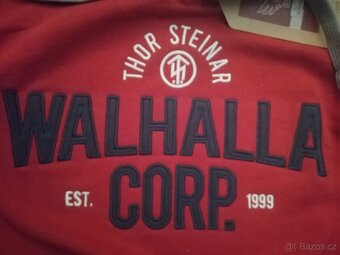 THOR STEINAR
WALHALLA
EST. CORP. 1999
Bazos.cz